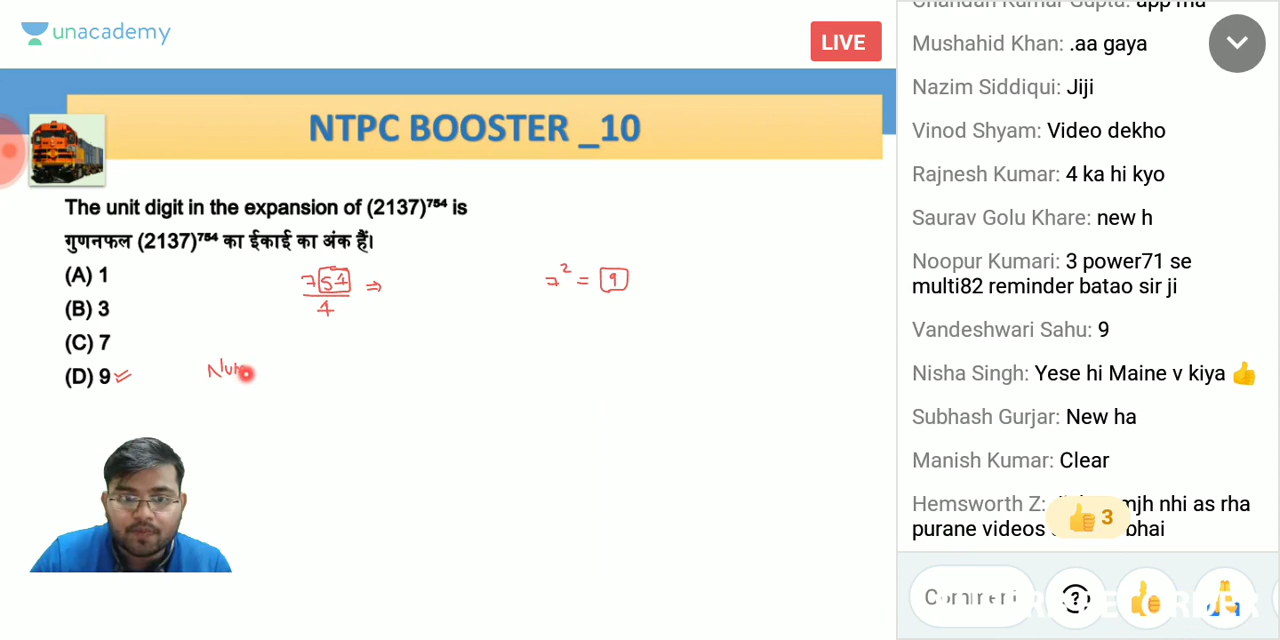 unacademy
LIVE
NTPC BOOSTER _10
The unit digit in the expansion of (2137)⁷⁵⁴ is
गुणनफल (2137)⁷⁵⁴ का ईकाई का अंक हैं।
(A) 1
(B) 3
(C) 7
(D) 9
754 ⇒
4
7² = 9
Mushahid Khan: .aa gaya
Nazim Siddiqui: Jiji
Vinod Shyam: Video dekho
Rajnesh Kumar: 4 ka hi kyo
Saurav Golu Khare: new h
Noopur Kumari: 3 power71 se
multi82 reminder batao sir ji
Vandeshwari Sahu: 9
Nisha Singh: Yese hi Maine v kiya 👍
Subhash Gurjar: New ha
Manish Kumar: Clear
Hemsworth Z: nhi as rha
purane videos bhai
3